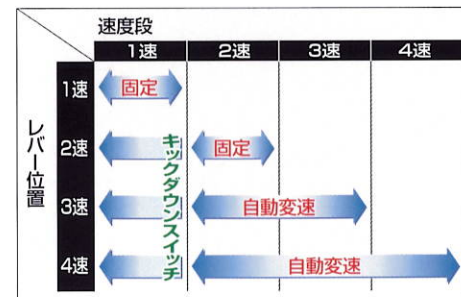 速度段
1速 2速 3速 4速
レバー位置
1速 固定
2速 固定
3速 自動変速
4速 自動変速
キックダウンスイッチ